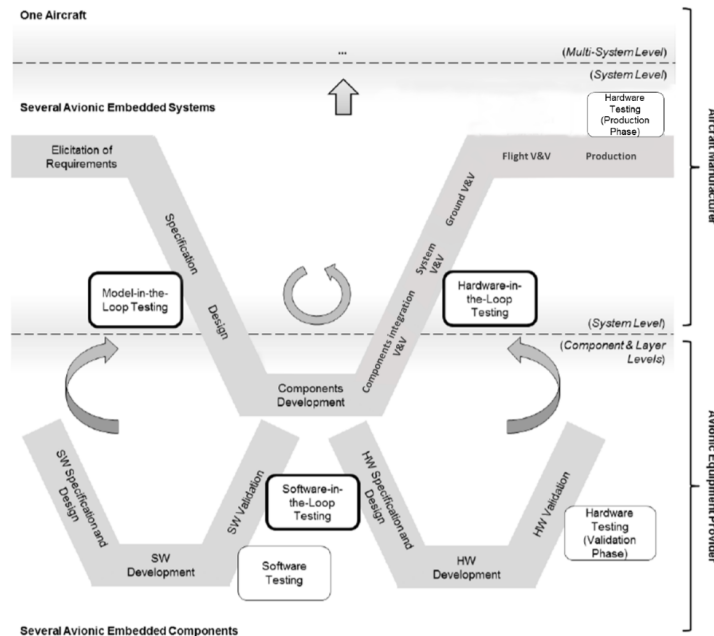 One Aircraft
...
(Multi-System Level)
(System Level)
Several Avionic Embedded Systems
Hardware
Testing
(Production
Phase)
Elicitation of
Requirements
Flight V&V
Production
Specification
Design
Ground V&V
System
V&V
Components Integration
V&V
Model-in-the-
Loop Testing
Hardware-in-
the-Loop
Testing
Aircraft Manufacturer
(System Level)
(Component & Layer
Levels)
Components
Development
SW Specification and
Design
SW Validation
Software-in-
the-Loop
Testing
HW Specification and
Design
HW Validation
Hardware
Testing
(Validation
Phase)
SW
Development
Software
Testing
HW
Development
Avionic Equipment Provider
Several Avionic Embedded Components